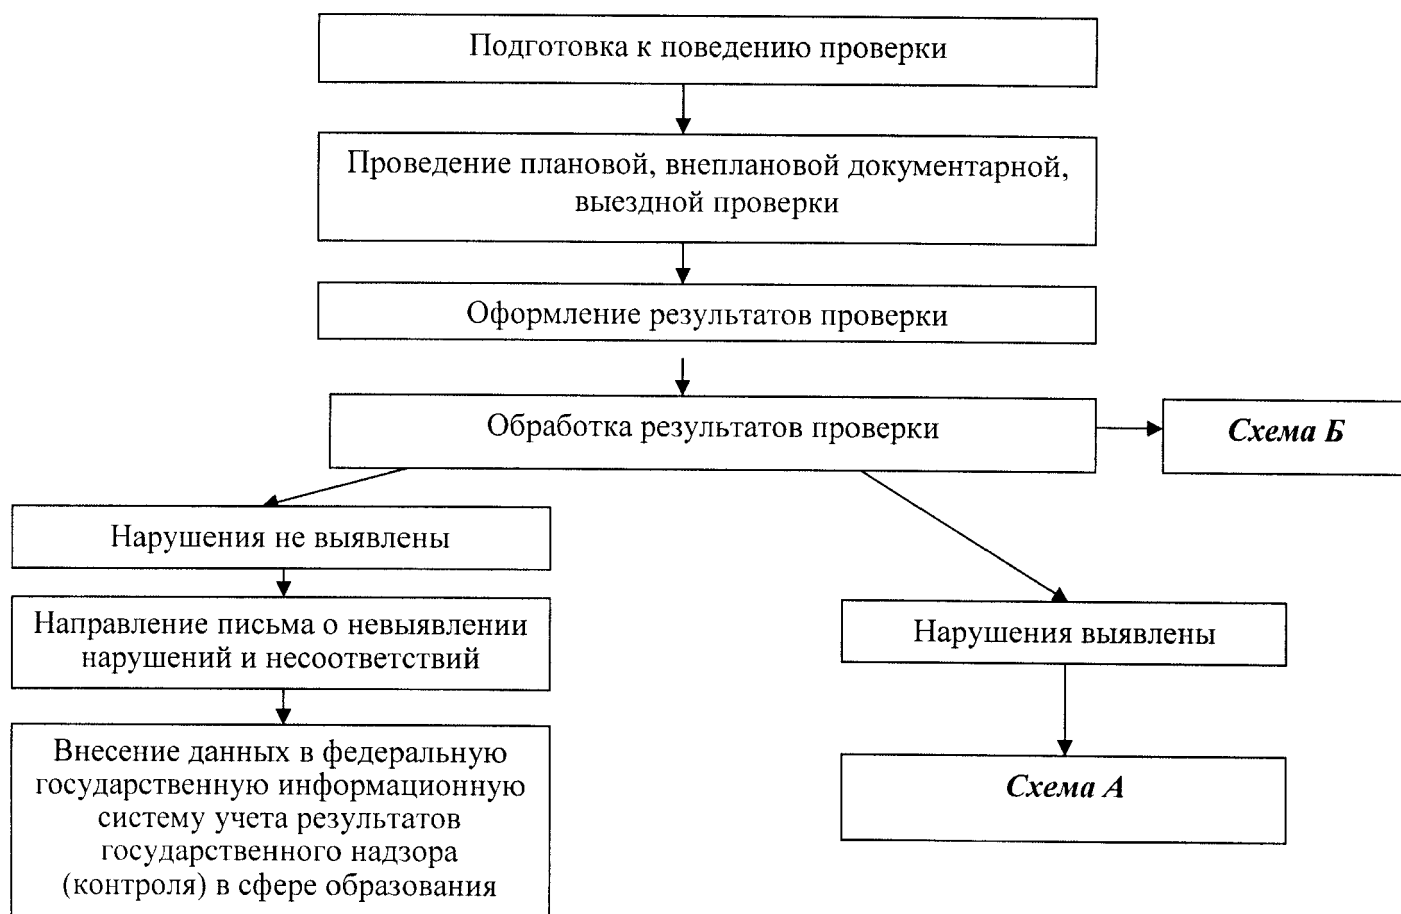 Подготовка к поведению проверки
Проведение плановой, внеплановой документарной,
выездной проверки
Оформление результатов проверки
Обработка результатов проверки
Схема Б
Нарушения не выявлены
Направление письма о невыявлении
нарушений и несоответствий
Внесение данных в федеральную
государственную информационную
систему учета результатов
государственного надзора
(контроля) в сфере образования
Нарушения выявлены
Схема А